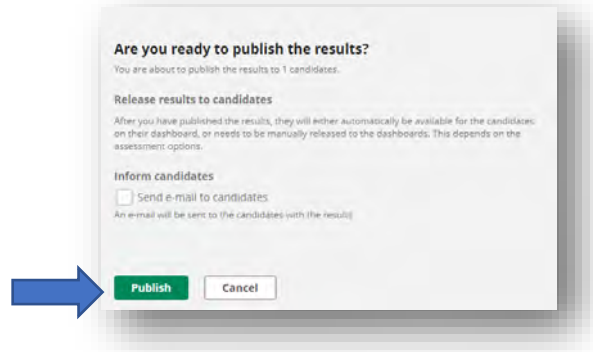 Are you ready to publish the results?
You are about to publish the results to 1 candidates.
Release results to candidates
After you have published the results, they will either automatically be available for the candidates
on their dashboard, or needs to be manually released to the dashboards. This depends on the
assessment options.
Inform candidates
Send e-mail to candidates
An e-mail will be sent to the candidates with the results
Publish Cancel